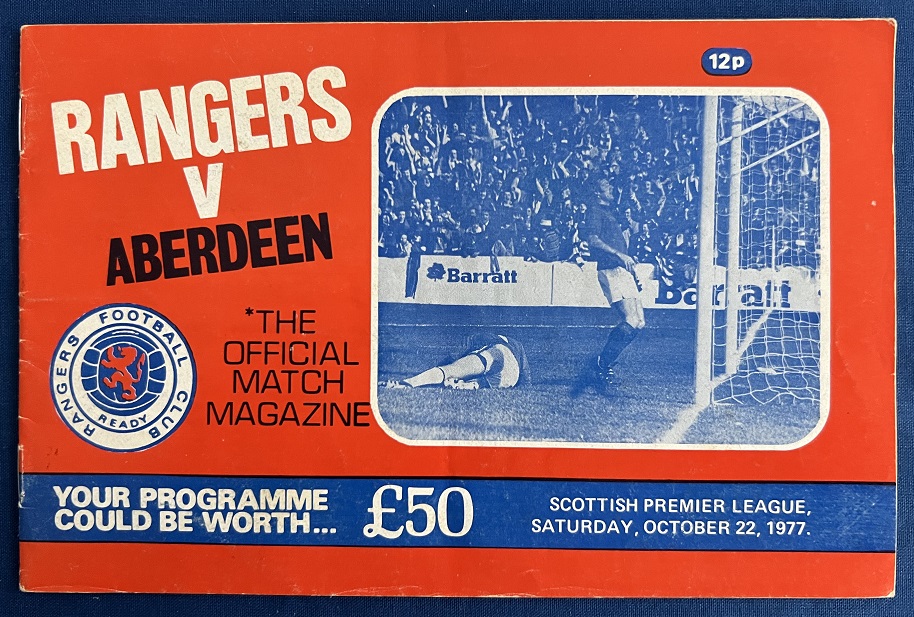 12p
RANGERS
V
ABERDEEN
Barratt
Barratt
RANGERS FOOTBALL CLUB
READY
*THE
OFFICIAL
MATCH
MAGAZINE
YOUR PROGRAMME
COULD BE WORTH...
£50
SCOTTISH PREMIER LEAGUE,
SATURDAY, OCTOBER 22, 1977.